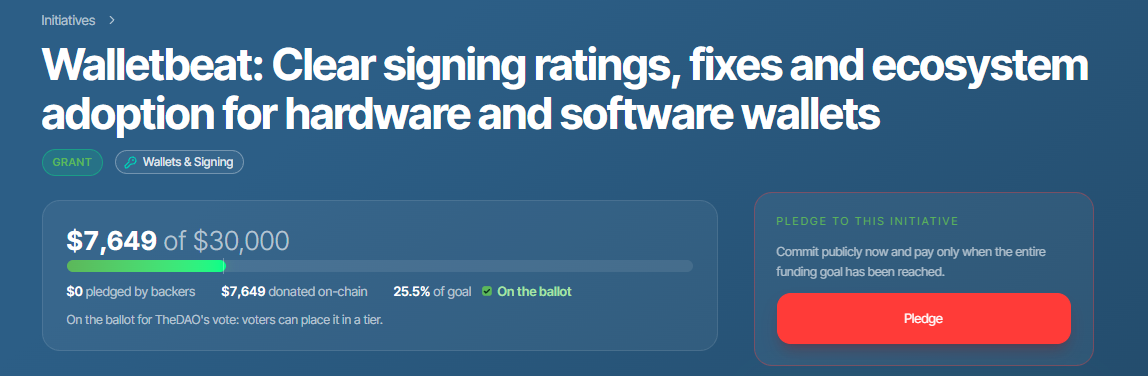 Initiatives >
Walletbeat: Clear signing ratings, fixes and ecosystem
adoption for hardware and software wallets
GRANT
Wallets & Signing
$7,649 of $30,000
$0 pledged by backers
$7,649 donated on-chain
25.5% of goal
On the ballot
On the ballot for TheDAO's vote: voters can place it in a tier.
PLEDGE TO THIS INITIATIVE
Commit publicly now and pay only when the entire
funding goal has been reached.
Pledge